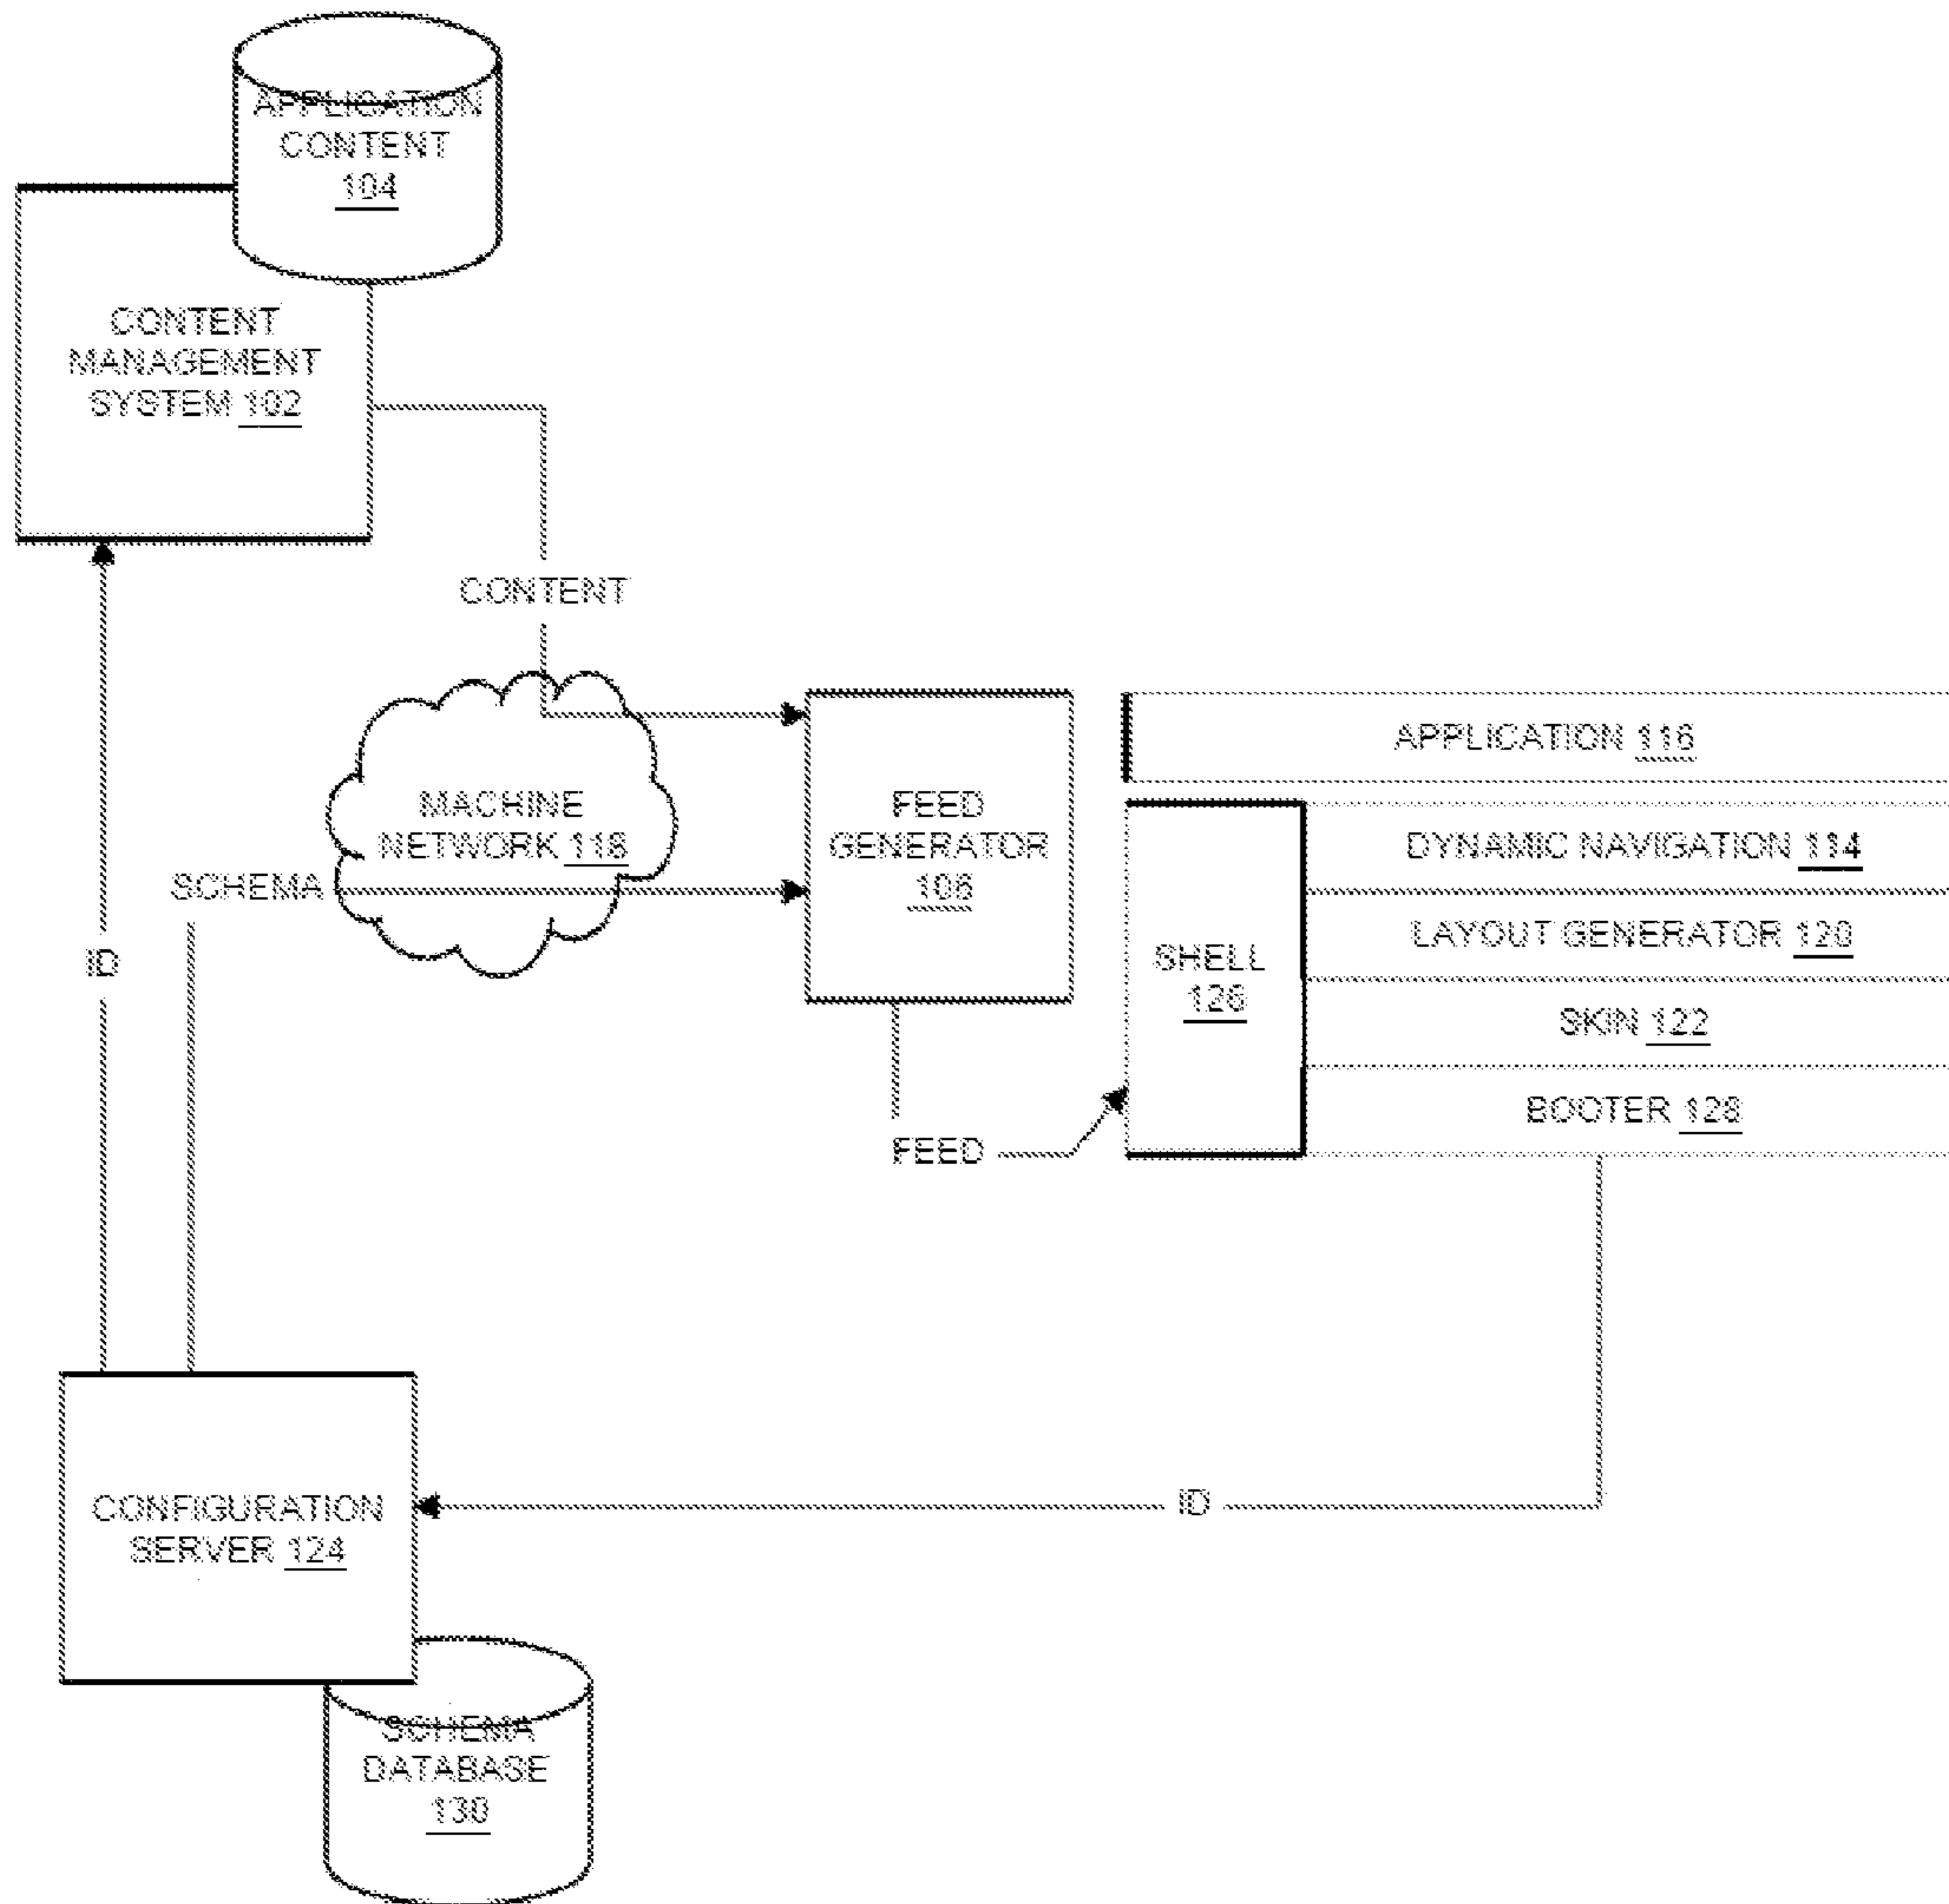 APPLICATION
CONTENT
104
CONTENT
MANAGEMENT
SYSTEM 102
CONTENT
MACHINE
NETWORK 118
SCHEMA
ID
FEED
GENERATOR
106
FEED
APPLICATION 116
SHELL
126
DYNAMIC NAVIGATION 114
LAYOUT GENERATOR 120
SKIN 122
BOOTER 128
ID
CONFIGURATION
SERVER 124
SCHEMA
DATABASE
130